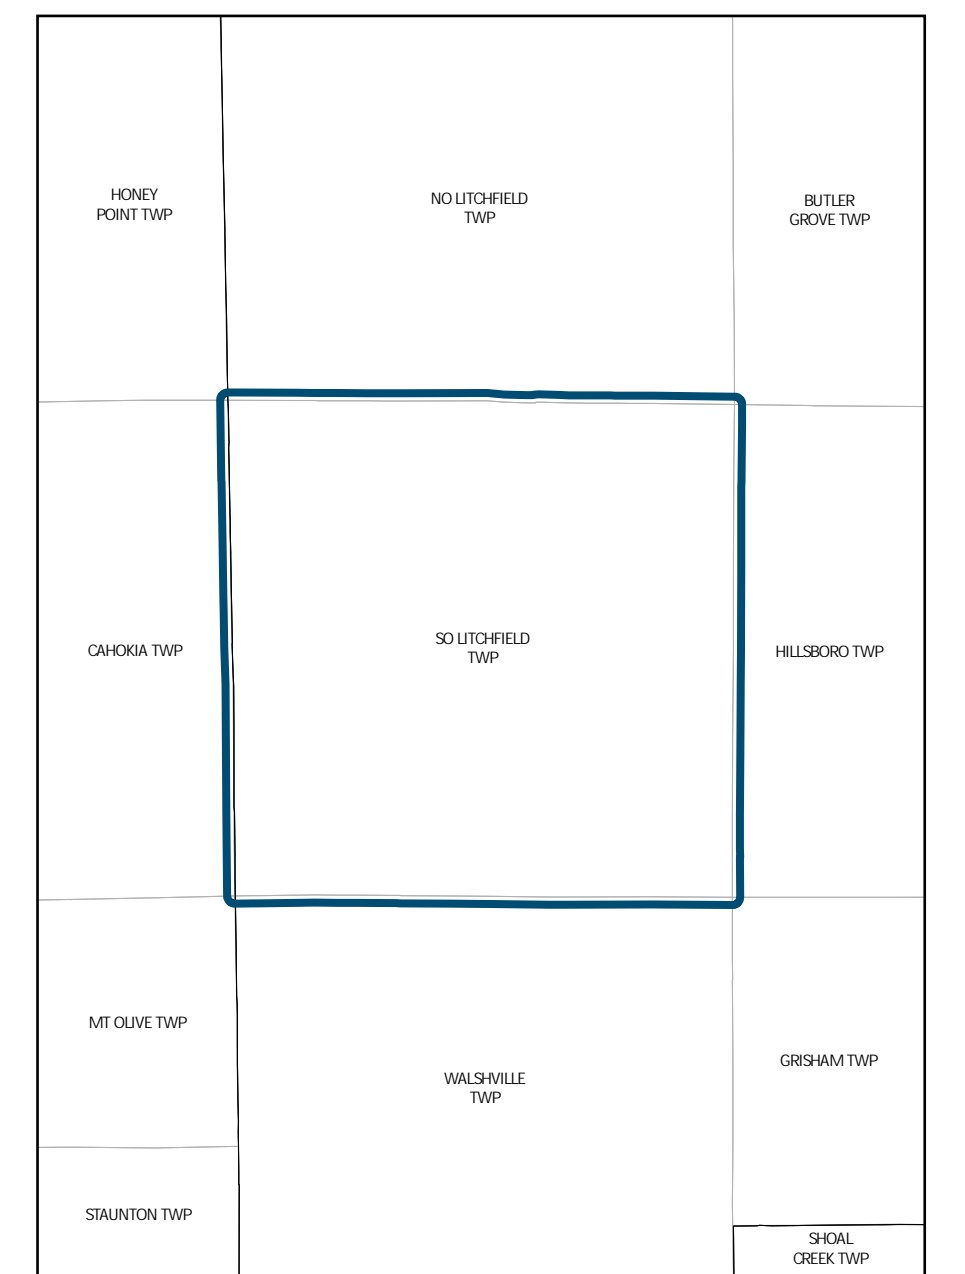 HONEY
POINT TWP
NO LITCHFIELD
TWP
BUTLER
GROVE TWP
CAHOKIA TWP
SO LITCHFIELD
TWP
HILLSBORO TWP
MT OLIVE TWP
WALSHVILLE
TWP
GRISHAM TWP
STAUNTON TWP
SHOAL
CREEK TWP